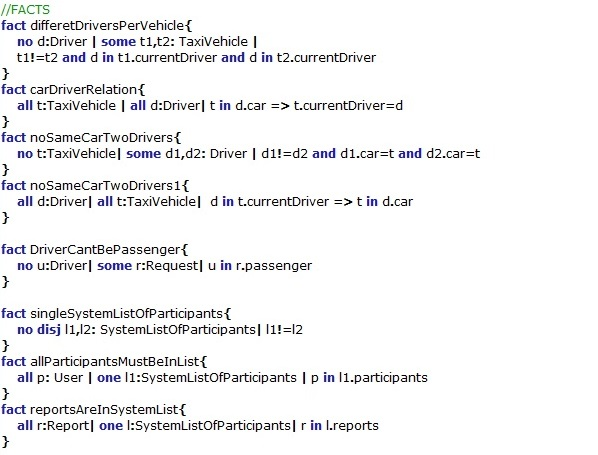 //FACTS
fact differetDriversPerVehicle{
no d:Driver | some t1,t2: TaxiVehicle |
t1!=t2 and d in t1.currentDriver and d in t2.currentDriver
}
fact carDriverRelation{
all t:TaxiVehicle | all d:Driver| t in d.car => t.currentDriver=d
}
fact noSameCarTwoDrivers{
no t:TaxiVehicle| some d1,d2: Driver | d1!=d2 and d1.car=t and d2.car=t
}
fact noSameCarTwoDrivers1{
all d:Driver| all t:TaxiVehicle| d in t.currentDriver => t in d.car
}
fact DriverCantBePassenger{
no u:Driver| some r:Request| u in r.passenger
}
fact singleSystemListOfParticipants{
no disj l1,l2: SystemListOfParticipants| l1!=l2
}
fact allParticipantsMustBeInList{
all p: User | one l1:SystemListOfParticipants | p in l1.participants
}
fact reportsAreInSystemList{
all r:Report| one l:SystemListOfParticipants| r in l.reports
}